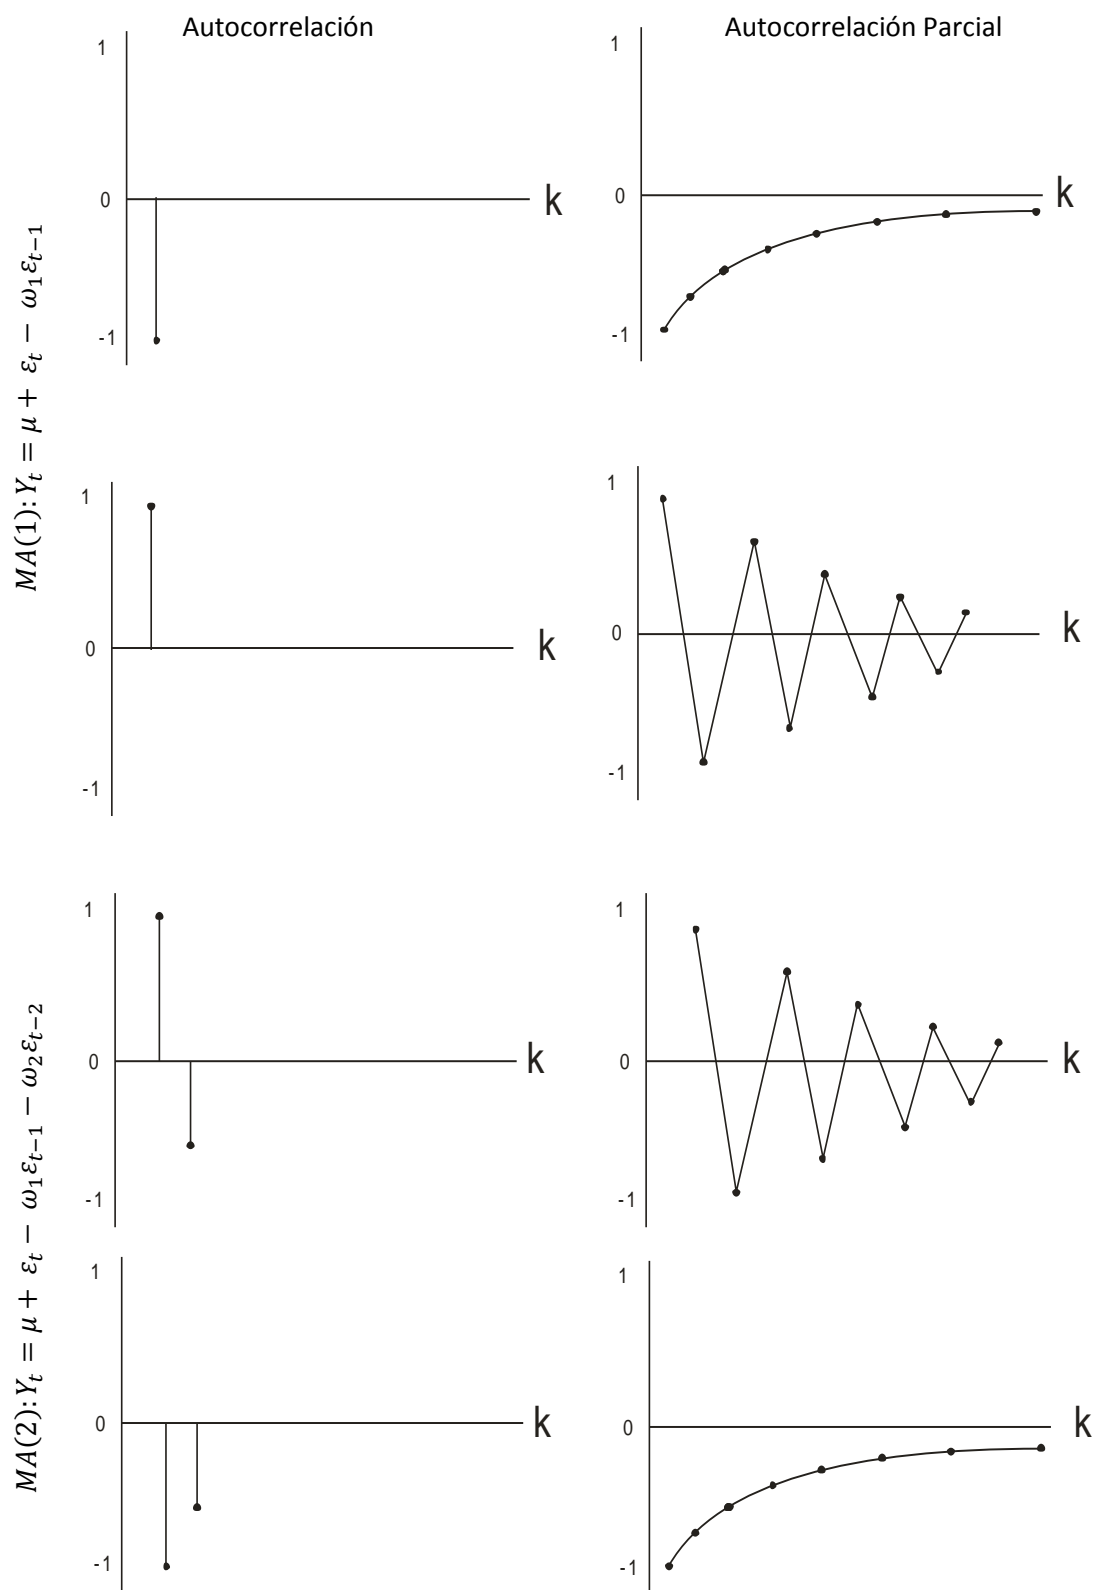 Autocorrelación
Autocorrelación Parcial
1
0
-1
k
1
0
-1
k
MA(1): Y_t = μ + ε_t − ω_1ε_{t−1}
1
0
-1
k
1
0
-1
k
1
0
-1
k
1
0
-1
k
MA(2): Y_t = μ + ε_t − ω_1ε_{t−1} − ω_2ε_{t−2}
1
0
-1
k
1
0
-1
k